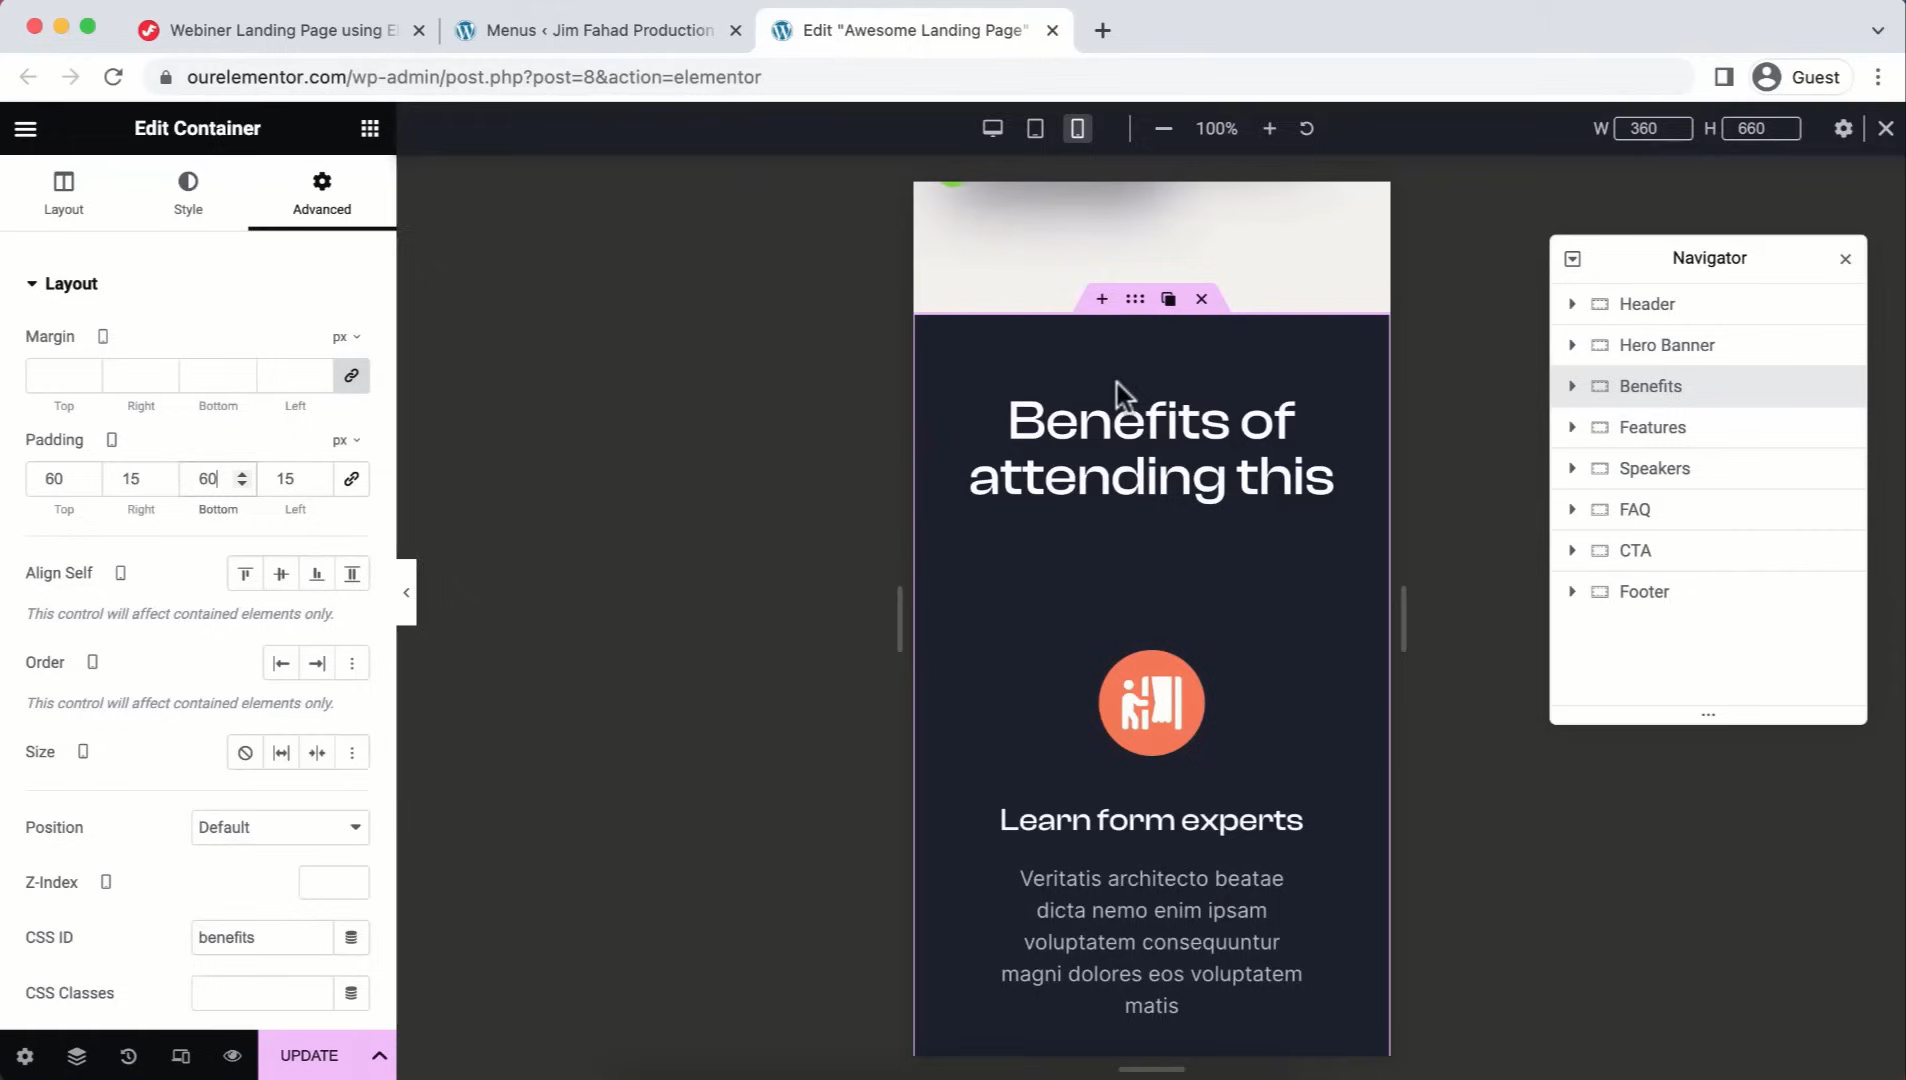 Webiner Landing Page using El
Menus ‹ Jim Fahad Production
Edit "Awesome Landing Page"
ourelementor.com/wp-admin/post.php?post=8&action=elementor
Guest
Edit Container
100%
W 360 H 660
Layout
Style
Advanced
Layout
Margin
px
Top Right Bottom Left
Padding
px
60 15 60 15
Top Right Bottom Left
Align Self
This control will affect contained elements only.
Order
This control will affect contained elements only.
Size
Position
Default
Z-Index
CSS ID
benefits
CSS Classes
UPDATE
Benefits of
attending this
Learn form experts
Veritatis architecto beatae
dicta nemo enim ipsam
voluptatem consequuntur
magni dolores eos voluptatem
matis
Navigator
Header
Hero Banner
Benefits
Features
Speakers
FAQ
CTA
Footer